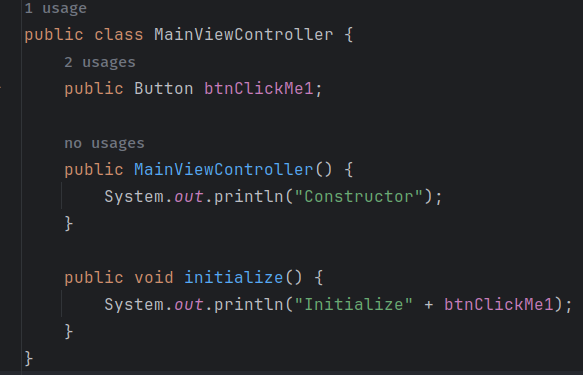 1 usage
public class MainViewController {
2 usages
public Button btnClickMe1;
no usages
public MainViewController() {
System.out.println("Constructor");
}
public void initialize() {
System.out.println("Initialize" + btnClickMe1);
}
}